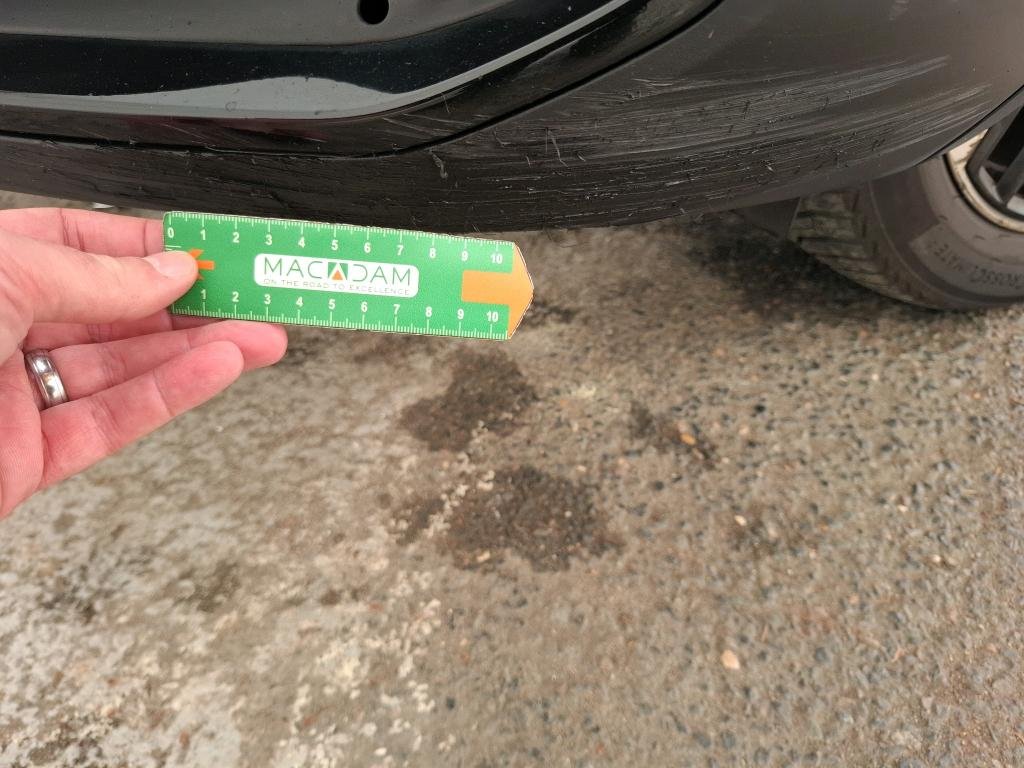 0 1 2 3 4 5 6 7 8 9 10
MACADAM
ON THE ROAD TO EXCELLENCE
1 2 3 4 5 6 7 8 9 10
CROSSCLIMATE